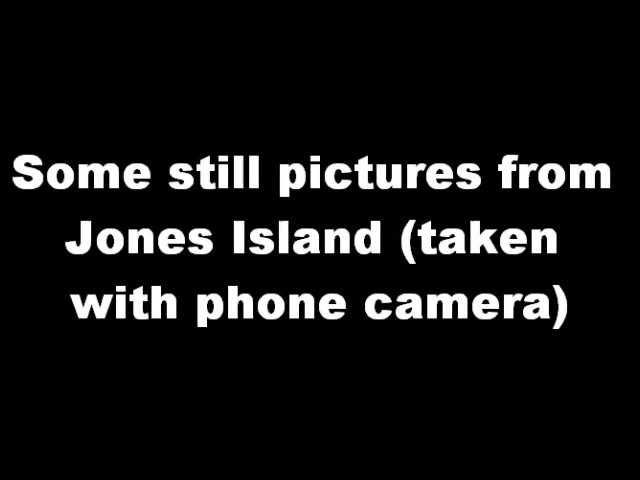 Some still pictures from
Jones Island (taken
with phone camera)